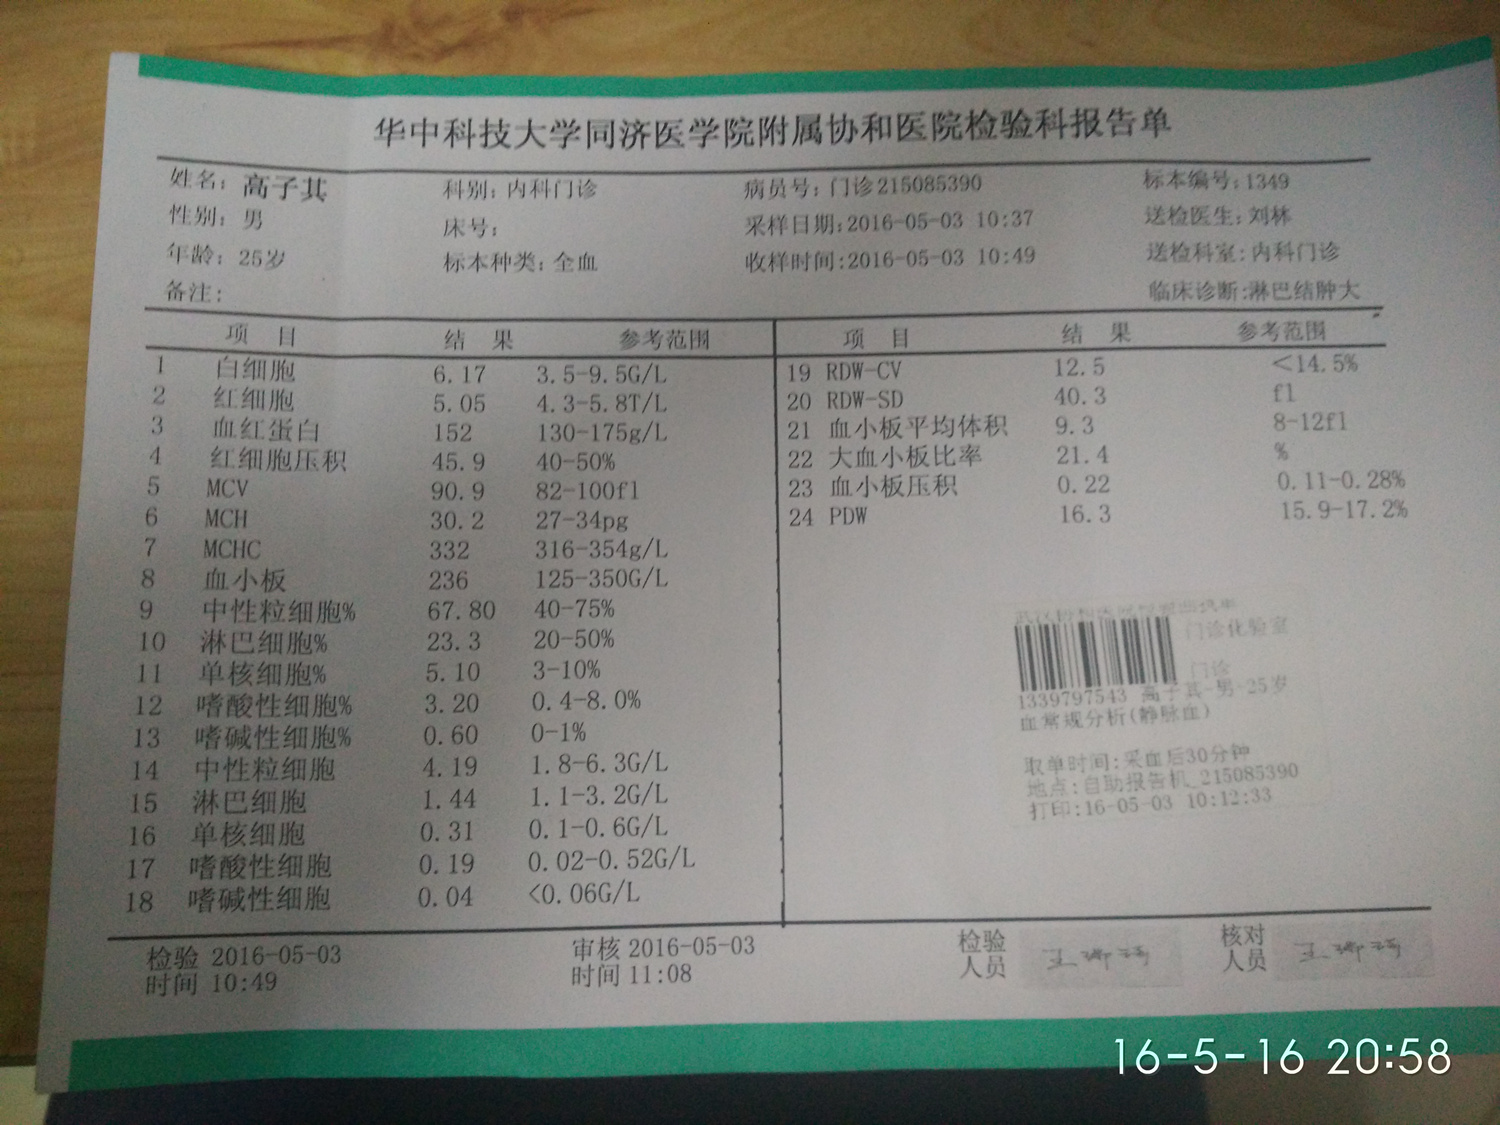 华中科技大学同济医学院附属协和医院检验科报告单
姓名: 高子其 科别: 内科门诊 病员号: 门诊215085390 标本编号: 1349
性别: 男 床号: 采样日期: 2016-05-03 10:37 送检医生: 刘林
年龄: 25岁 标本种类: 全血 收样时间: 2016-05-03 10:49 送检科室: 内科门诊
备注: 临床诊断: 淋巴结肿大
项 目 结 果 参考范围 项 目 结 果 参考范围
1 白细胞 6.17 3.5-9.5G/L
2 红细胞 5.05 4.3-5.8T/L
3 血红蛋白 152 130-175g/L
4 红细胞压积 45.9 40-50%
5 MCV 90.9 82-100fl
6 MCH 30.2 27-34pg
7 MCHC 332 316-354g/L
8 血小板 236 125-350G/L
9 中性粒细胞% 67.80 40-75%
10 淋巴细胞% 23.3 20-50%
11 单核细胞% 5.10 3-10%
12 嗜酸性细胞% 3.20 0.4-8.0%
13 嗜碱性细胞% 0.60 0-1%
14 中性粒细胞 4.19 1.8-6.3G/L
15 淋巴细胞 1.44 1.1-3.2G/L
16 单核细胞 0.31 0.1-0.6G/L
17 嗜酸性细胞 0.19 0.02-0.52G/L
18 嗜碱性细胞 0.04 <0.06G/L
19 RDW-CV 12.5 <14.5%
20 RDW-SD 40.3 fl
21 血小板平均体积 9.3 8-12fl
22 大血小板比率 21.4 %
23 血小板压积 0.22 0.11-0.28%
24 PDW 16.3 15.9-17.2%
门诊化验室
门诊
1339797543 高子其-男-25岁
血常规分析(静脉血)
取单时间:采血后30分钟
地点:自助报告机_215085390
打印:16-05-03 10:12:33
检验 2016-05-03 审核 2016-05-03 检验 核对
时间 10:49 时间 11:08 人员 人员
16-5-16 20:58